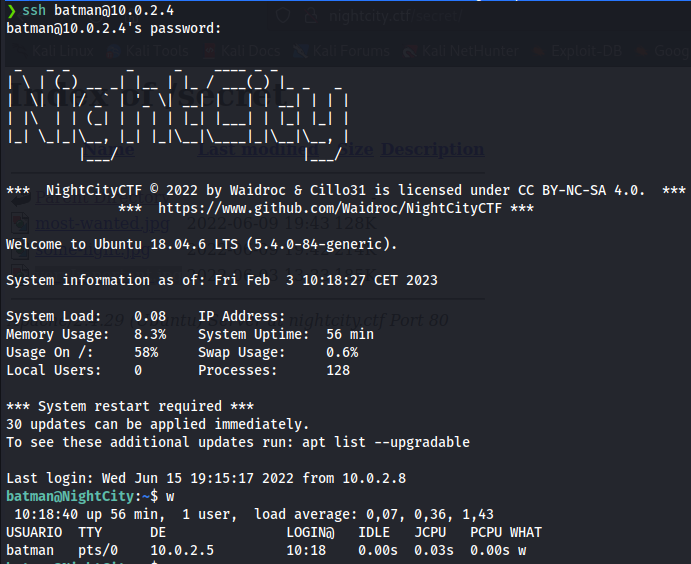 ❯ ssh batman@10.0.2.4
batman@10.0.2.4's password:
NightCity
*** NightCityCTF © 2022 by Waidroc & Cillo31 is licensed under CC BY-NC-SA 4.0. ***
*** https://www.github.com/Waidroc/NightCityCTF ***
Welcome to Ubuntu 18.04.6 LTS (5.4.0-84-generic).
System information as of: Fri Feb  3 10:18:27 CET 2023
System Load: 0.08 IP Address:
Memory Usage: 8.3% System Uptime: 56 min
Usage On /: 58% Swap Usage: 0.6%
Local Users: 0 Processes: 128
*** System restart required ***
30 updates can be applied immediately.
To see these additional updates run: apt list --upgradable
Last login: Wed Jun 15 19:15:17 2022 from 10.0.2.8
batman@NightCity:~$ w
10:18:40 up 56 min, 1 user, load average: 0,07, 0,36, 1,43
USUARIO TTY DE LOGIN@ IDLE JCPU PCPU WHAT
batman pts/0 10.0.2.5 10:18 0.00s 0.03s 0.00s w